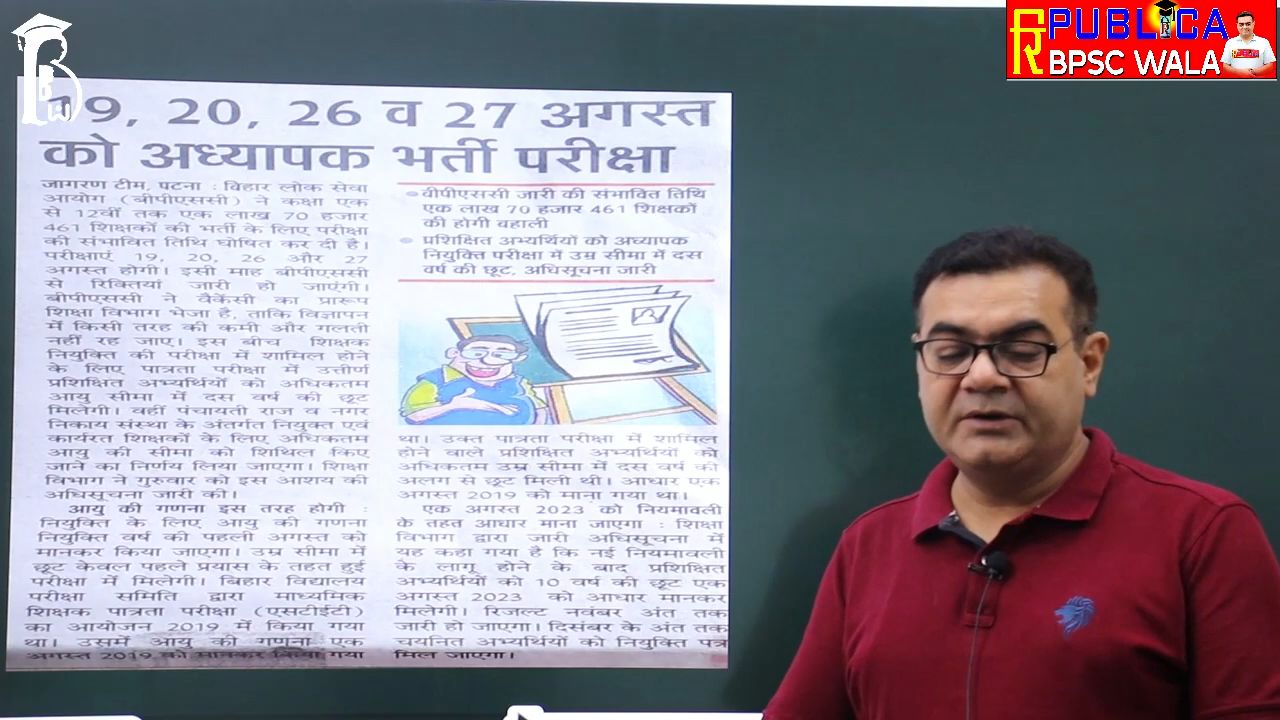 PUBLICA
BPSC WALA
19, 20, 26 व 27 अगस्त
को अध्यापक भर्ती परीक्षा
जागरण टीम, पटना : बिहार लोक सेवा
आयोग (बीपीएससी) ने कक्षा एक
से 12वीं तक एक लाख 70 हजार
461 शिक्षकों की भर्ती के लिए परीक्षा
की संभावित तिथि घोषित कर दी है।
परीक्षाएं 19, 20, 26 और 27
अगस्त होगी। इसी माह बीपीएससी
से रिक्तियां जारी हो जाएंगी।
बीपीएससी ने वैकेंसी का प्रारूप
शिक्षा विभाग भेजा है, ताकि विज्ञापन
में किसी तरह की कमी और गलती
नहीं रह जाए। इस बीच शिक्षक
नियुक्ति की परीक्षा में शामिल होने
के लिए पात्रता परीक्षा में उत्तीर्ण
प्रशिक्षित अभ्यर्थियों को अधिकतम
आयु सीमा में दस वर्ष की छूट
मिलेगी। वहीं पंचायती राज व नगर
निकाय संस्था के अंतर्गत नियुक्त एवं
कार्यरत शिक्षकों के लिए अधिकतम
आयु की सीमा को शिथिल किए
जाने का निर्णय लिया जाएगा। शिक्षा
विभाग ने गुरुवार को इस आशय की
अधिसूचना जारी की।
आयु की गणना इस तरह होगी :
नियुक्ति के लिए आयु की गणना
नियुक्ति वर्ष की पहली अगस्त को
मानकर किया जाएगा। उम्र सीमा में
छूट केवल पहले प्रयास के तहत हुई
परीक्षा में मिलेगी। बिहार विद्यालय
परीक्षा समिति द्वारा माध्यमिक
शिक्षक पात्रता परीक्षा (एसटीईटी)
का आयोजन 2019 में किया गया
था। उसमें आयु की गणना एक
अगस्त 2019 को मानकर किया गया
बीपीएससी जारी की संभावित तिथि
एक लाख 70 हजार 461 शिक्षकों
की होगी बहाली
प्रशिक्षित अभ्यर्थियों को अध्यापक
नियुक्ति परीक्षा में उम्र सीमा में दस
वर्ष की छूट, अधिसूचना जारी
था। उक्त पात्रता परीक्षा में शामिल
होने वाले प्रशिक्षित अभ्यर्थियों को
अधिकतम उम्र सीमा में दस वर्ष की
अलग से छूट मिली थी। आधार एक
अगस्त 2019 को माना गया था।
एक अगस्त 2023 को नियमावली
के तहत आधार माना जाएगा : शिक्षा
विभाग द्वारा जारी अधिसूचना में
यह कहा गया है कि नई नियमावली
के लागू होने के बाद प्रशिक्षित
अभ्यर्थियों को 10 वर्ष की छूट एक
अगस्त 2023 को आधार मानकर
मिलेगी। रिजल्ट नवंबर अंत तक
जारी हो जाएगा। दिसंबर के अंत तक
चयनित अभ्यर्थियों को नियुक्ति पत्र
मिल जाएगा।